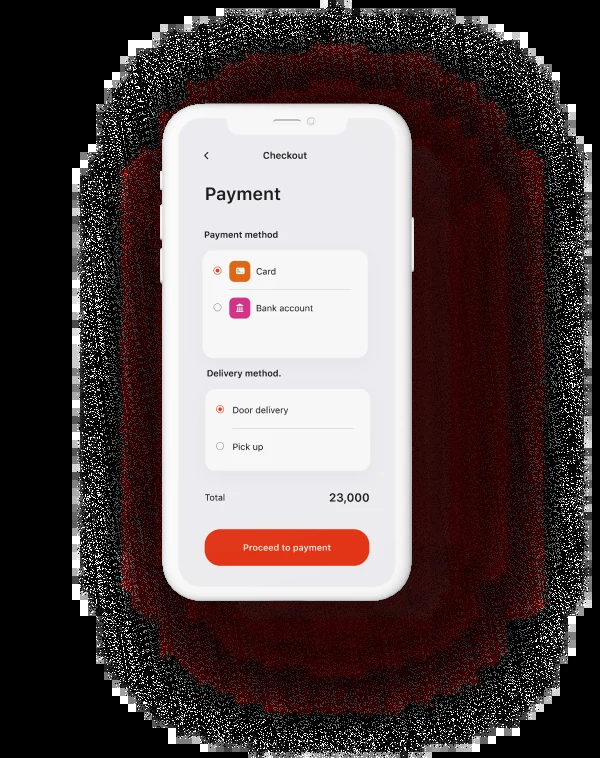 Checkout
Payment
Payment method
Card
Bank account
Delivery method.
Door delivery
Pick up
Total 23,000
Proceed to payment